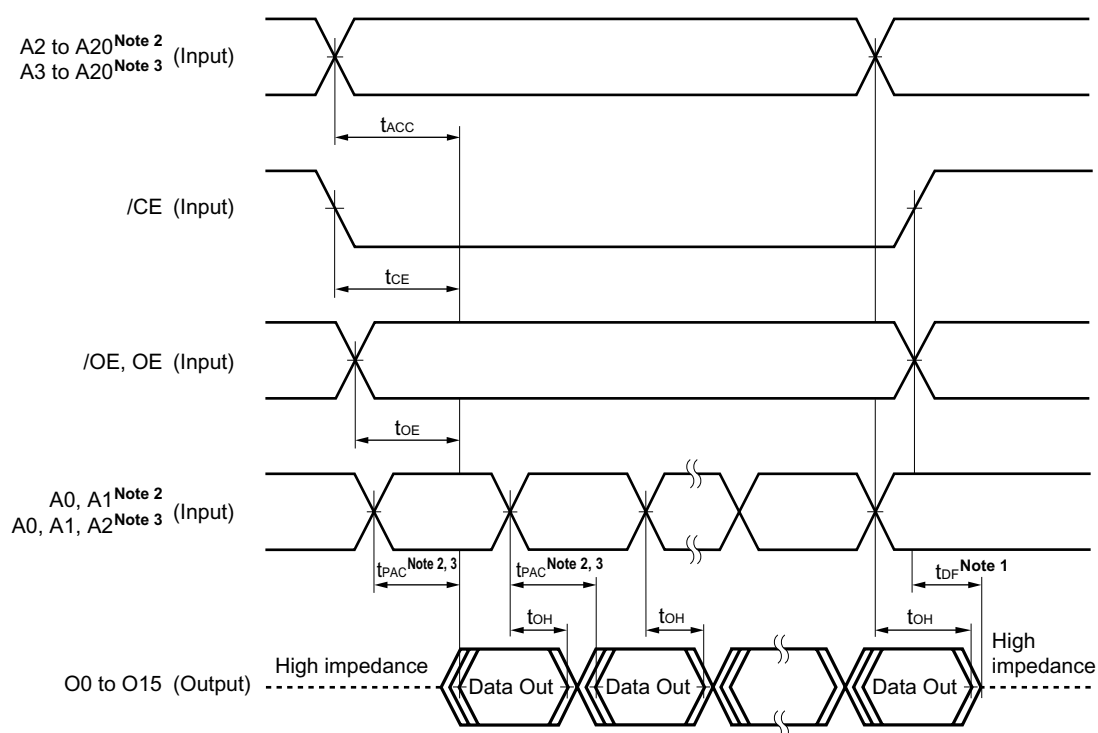 A2 to A20Note 2 (Input)
A3 to A20Note 3
tACC
/CE (Input)
tCE
/OE, OE (Input)
tOE
A0, A1Note 2 (Input)
A0, A1, A2Note 3
tPACNote 2, 3 tPACNote 2, 3 tDFNote 1
tOH tOH tOH
High impedance High impedance
O0 to O15 (Output) Data Out Data Out Data Out